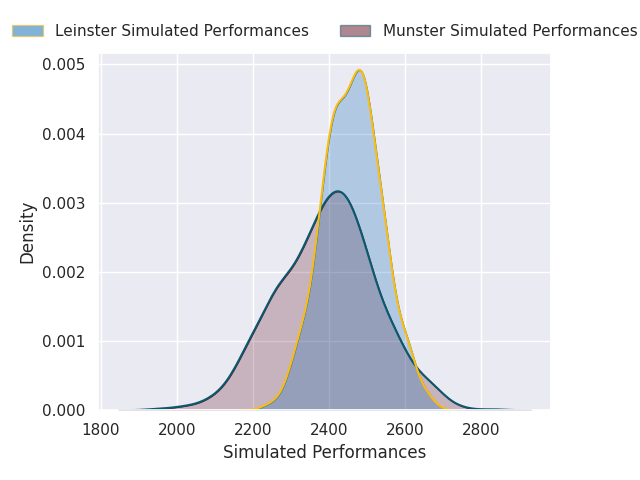 Leinster Simulated Performances
Munster Simulated Performances
0.005
0.004
0.003
0.002
0.001
0.000
Density
1800 2000 2200 2400 2600 2800
Simulated Performances